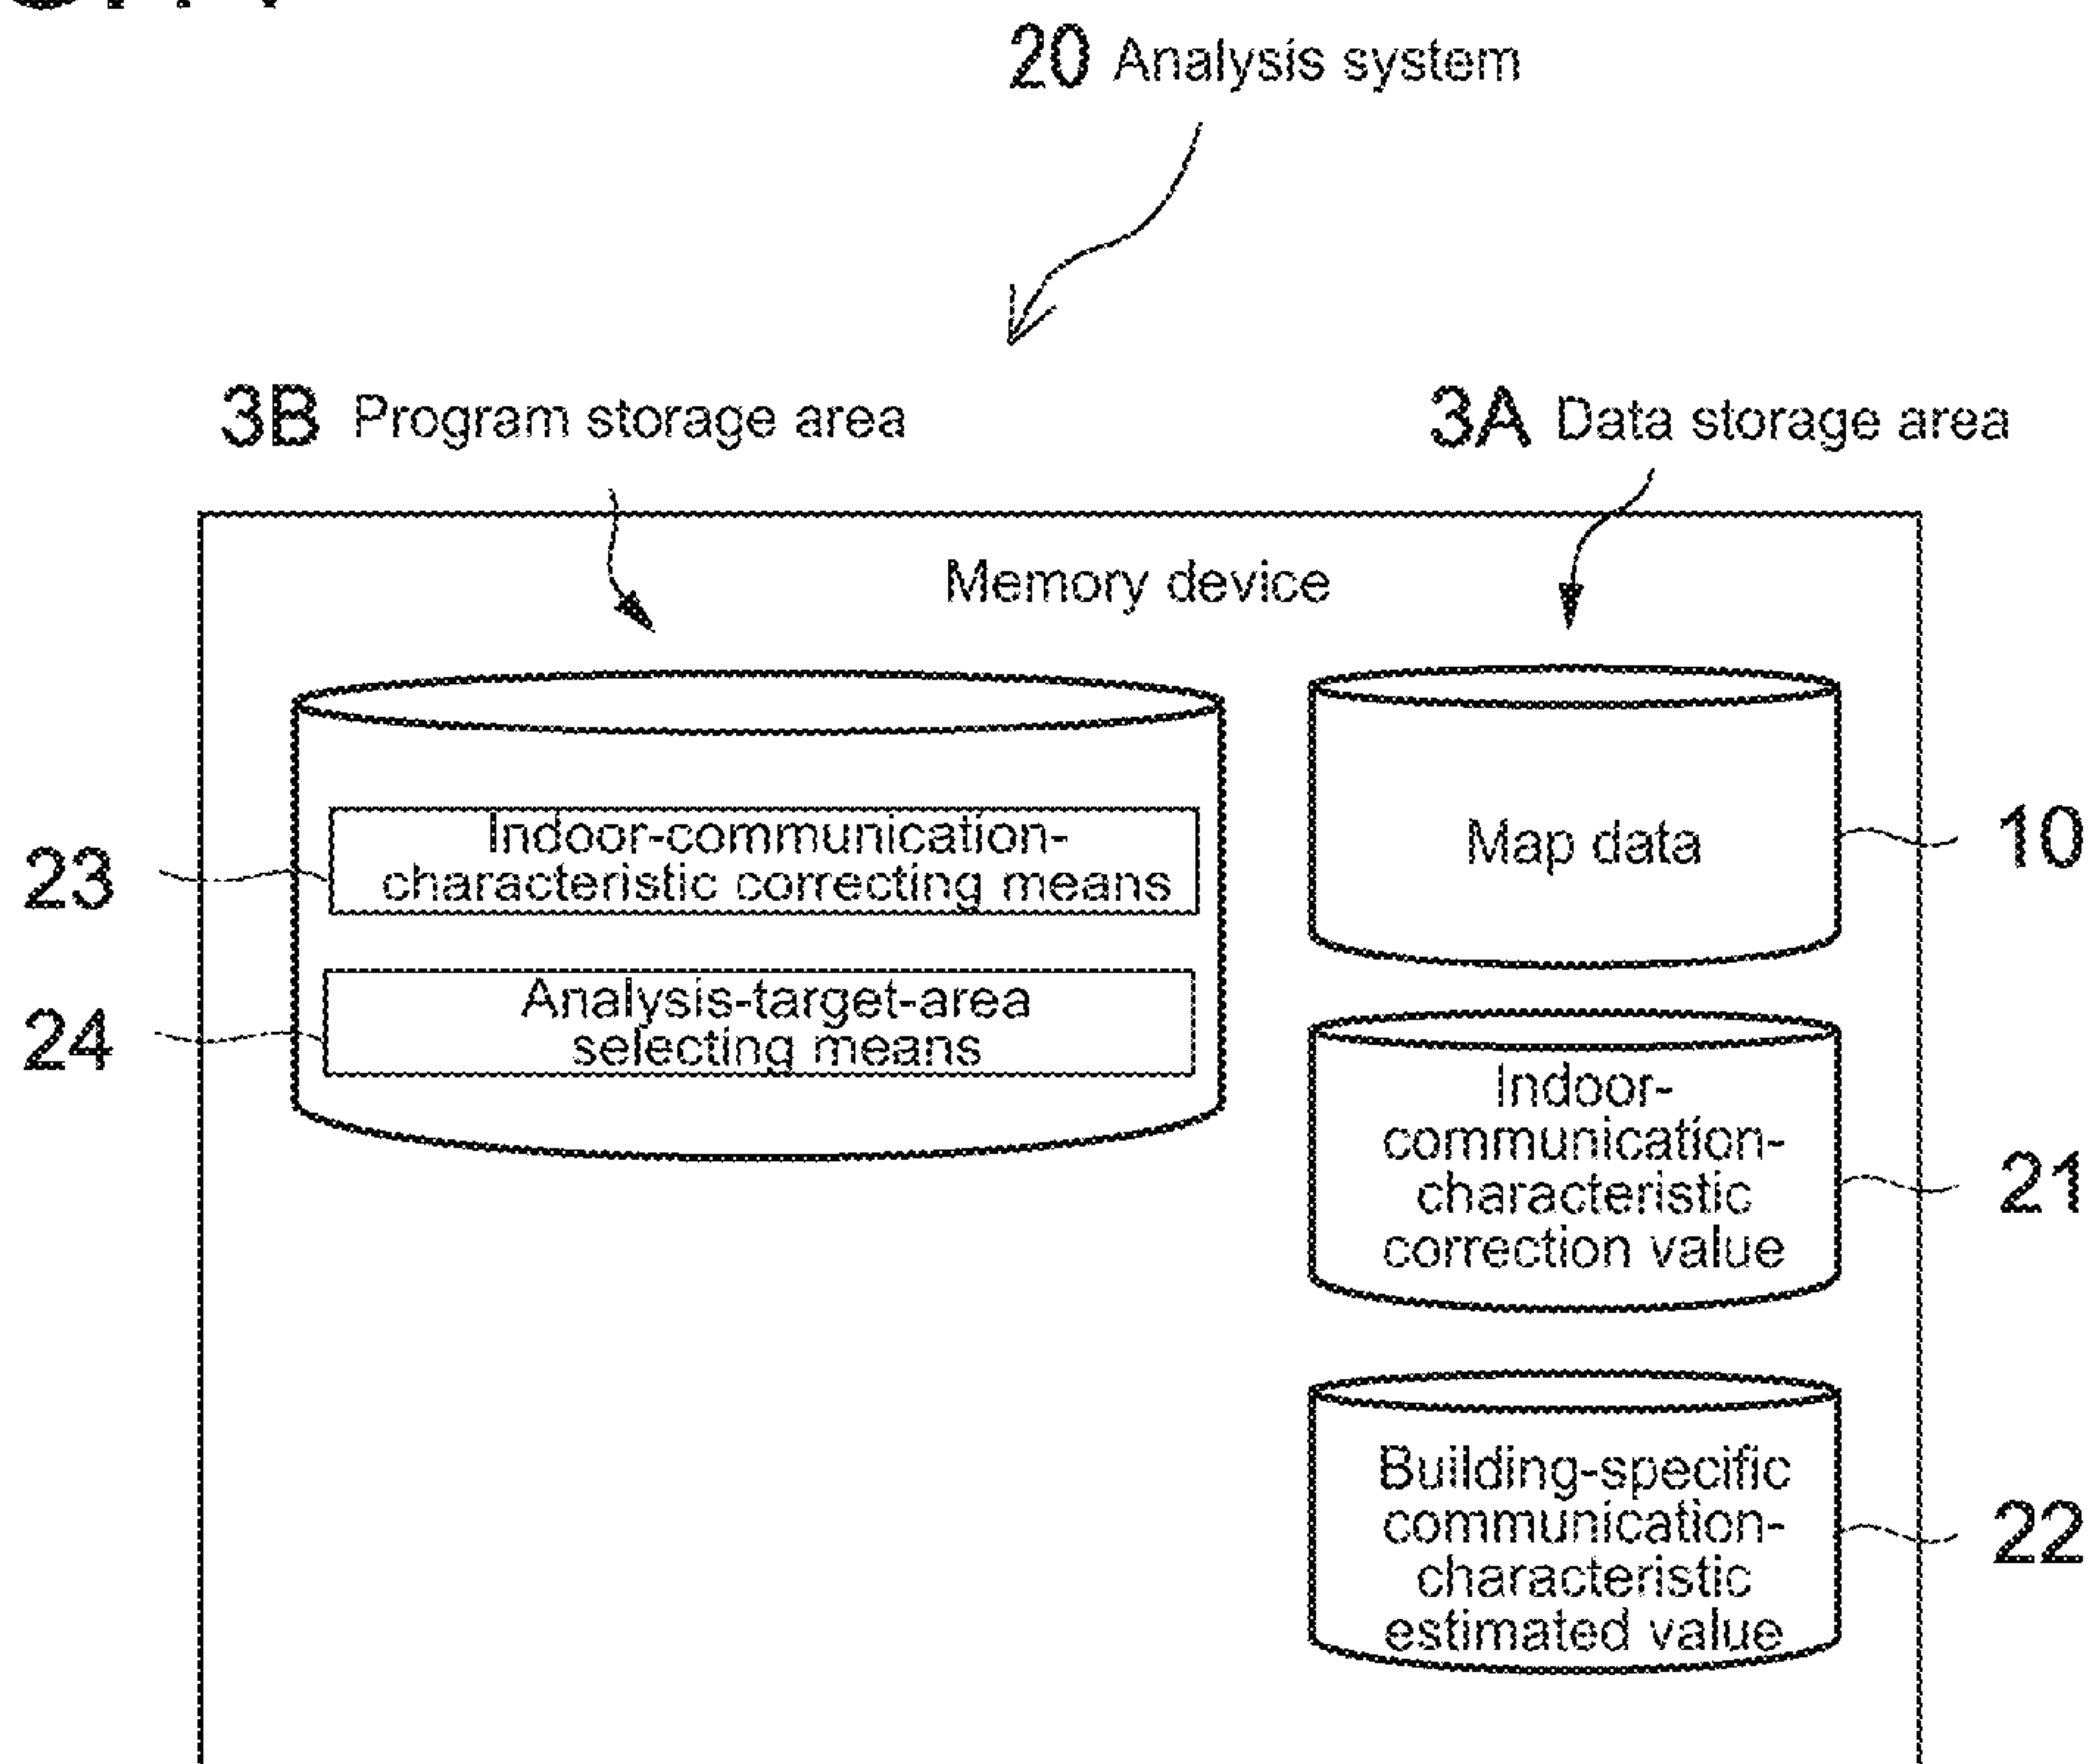 20 Analysis system
3B Program storage area
3A Data storage area
Memory device
Indoor-communication-
characteristic correcting means
23
Analysis-target-area
selecting means
24
Map data
10
Indoor-
communication-
characteristic
correction value
21
Building-specific
communication-
characteristic
estimated value
22